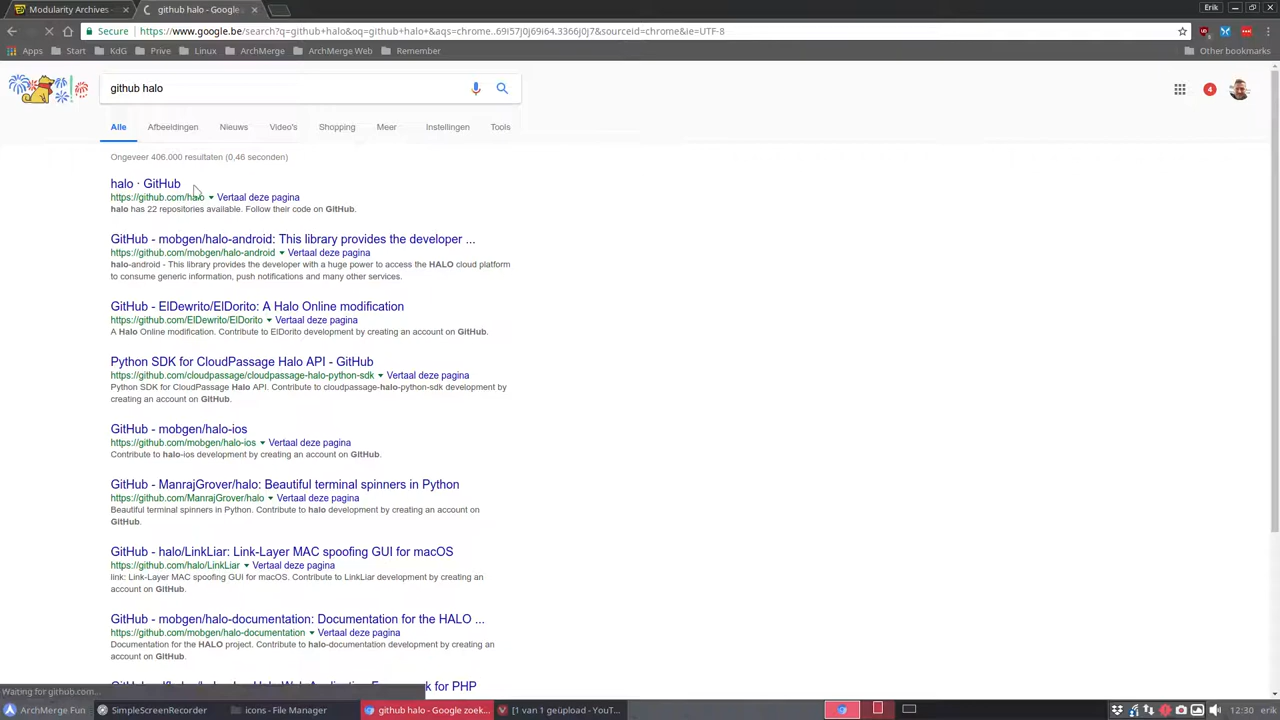 Modularity Archives -
github halo - Google
Erik
Secure
https://www.google.be/search?q=github+halo&oq=github+halo+&aqs=chrome..69i57j0j69i64.3366j0j7&sourceid=chrome&ie=UTF-8
Apps Start KdG Prive Linux ArchMerge ArchMerge Web Remember Other bookmarks
github halo
4
Alle Afbeeldingen Nieuws Video's Shopping Meer Instellingen Tools
Ongeveer 406.000 resultaten (0,46 seconden)
halo · GitHub
https://github.com/halo Vertaal deze pagina
halo has 22 repositories available. Follow their code on GitHub.
GitHub - mobgen/halo-android: This library provides the developer ...
https://github.com/mobgen/halo-android Vertaal deze pagina
halo-android - This library provides the developer with a huge power to access the HALO cloud platform
to consume generic information, push notifications and many other services.
GitHub - ElDewrito/ElDorito: A Halo Online modification
https://github.com/ElDewrito/ElDorito Vertaal deze pagina
A Halo Online modification. Contribute to ElDorito development by creating an account on GitHub.
Python SDK for CloudPassage Halo API - GitHub
https://github.com/cloudpassage/cloudpassage-halo-python-sdk Vertaal deze pagina
Python SDK for CloudPassage Halo API. Contribute to cloudpassage-halo-python-sdk development by
creating an account on GitHub.
GitHub - mobgen/halo-ios
https://github.com/mobgen/halo-ios Vertaal deze pagina
Contribute to halo-ios development by creating an account on GitHub.
GitHub - ManrajGrover/halo: Beautiful terminal spinners in Python
https://github.com/ManrajGrover/halo Vertaal deze pagina
Beautiful terminal spinners in Python. Contribute to halo development by creating an account on
GitHub.
GitHub - halo/LinkLiar: Link-Layer MAC spoofing GUI for macOS
https://github.com/halo/LinkLiar Vertaal deze pagina
link: Link-Layer MAC spoofing GUI for macOS. Contribute to LinkLiar development by creating an
account on GitHub.
GitHub - mobgen/halo-documentation: Documentation for the HALO ...
https://github.com/mobgen/halo-documentation Vertaal deze pagina
Documentation for the HALO project. Contribute to halo-documentation development by creating an
account on GitHub.
k for PHP
Waiting for github.com...
ArchMerge Fun SimpleScreenRecorder icons - File Manager github halo - Google zoek... [1 van 1 geüpload - YouT... 12:30 erik